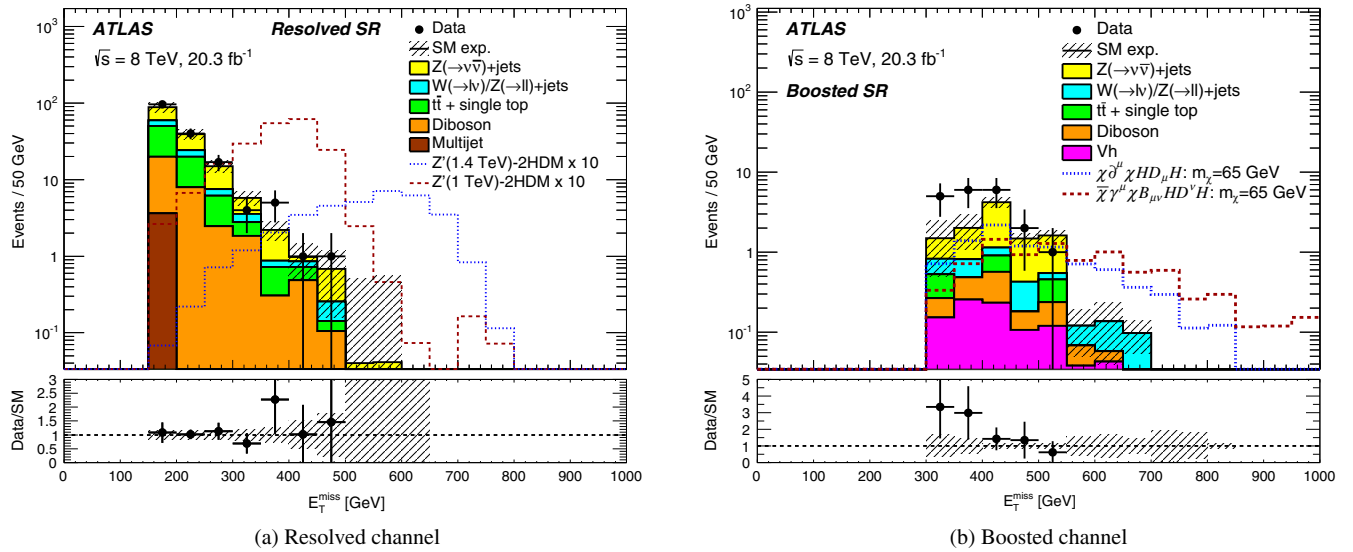 ATLAS Resolved SR
√s = 8 TeV, 20.3 fb⁻¹
Data
SM exp.
Z(→νν̅)+jets
W(→lν)/Z(→ll)+jets
tt̅ + single top
Diboson
Multijet
Z'(1.4 TeV)-2HDM x 10
Z'(1 TeV)-2HDM x 10
Events / 50 GeV
10³
10²
10
1
10⁻¹
Data/SM
3
2.5
2
1.5
1
0.5
0
0 100 200 300 400 500 600 700 800 900 1000
E_T^miss [GeV]
(a) Resolved channel
ATLAS
√s = 8 TeV, 20.3 fb⁻¹
Boosted SR
Data
SM exp.
Z(→νν̅)+jets
W(→lν)/Z(→ll)+jets
tt̅ + single top
Diboson
Vh
χ∂^μχHD_μH: m_χ=65 GeV
χ̅γ^μχB_μνHD^νH: m_χ=65 GeV
Events / 50 GeV
10³
10²
10
1
10⁻¹
Data/SM
5
4
3
2
1
0
0 100 200 300 400 500 600 700 800 900 1000
E_T^miss [GeV]
(b) Boosted channel